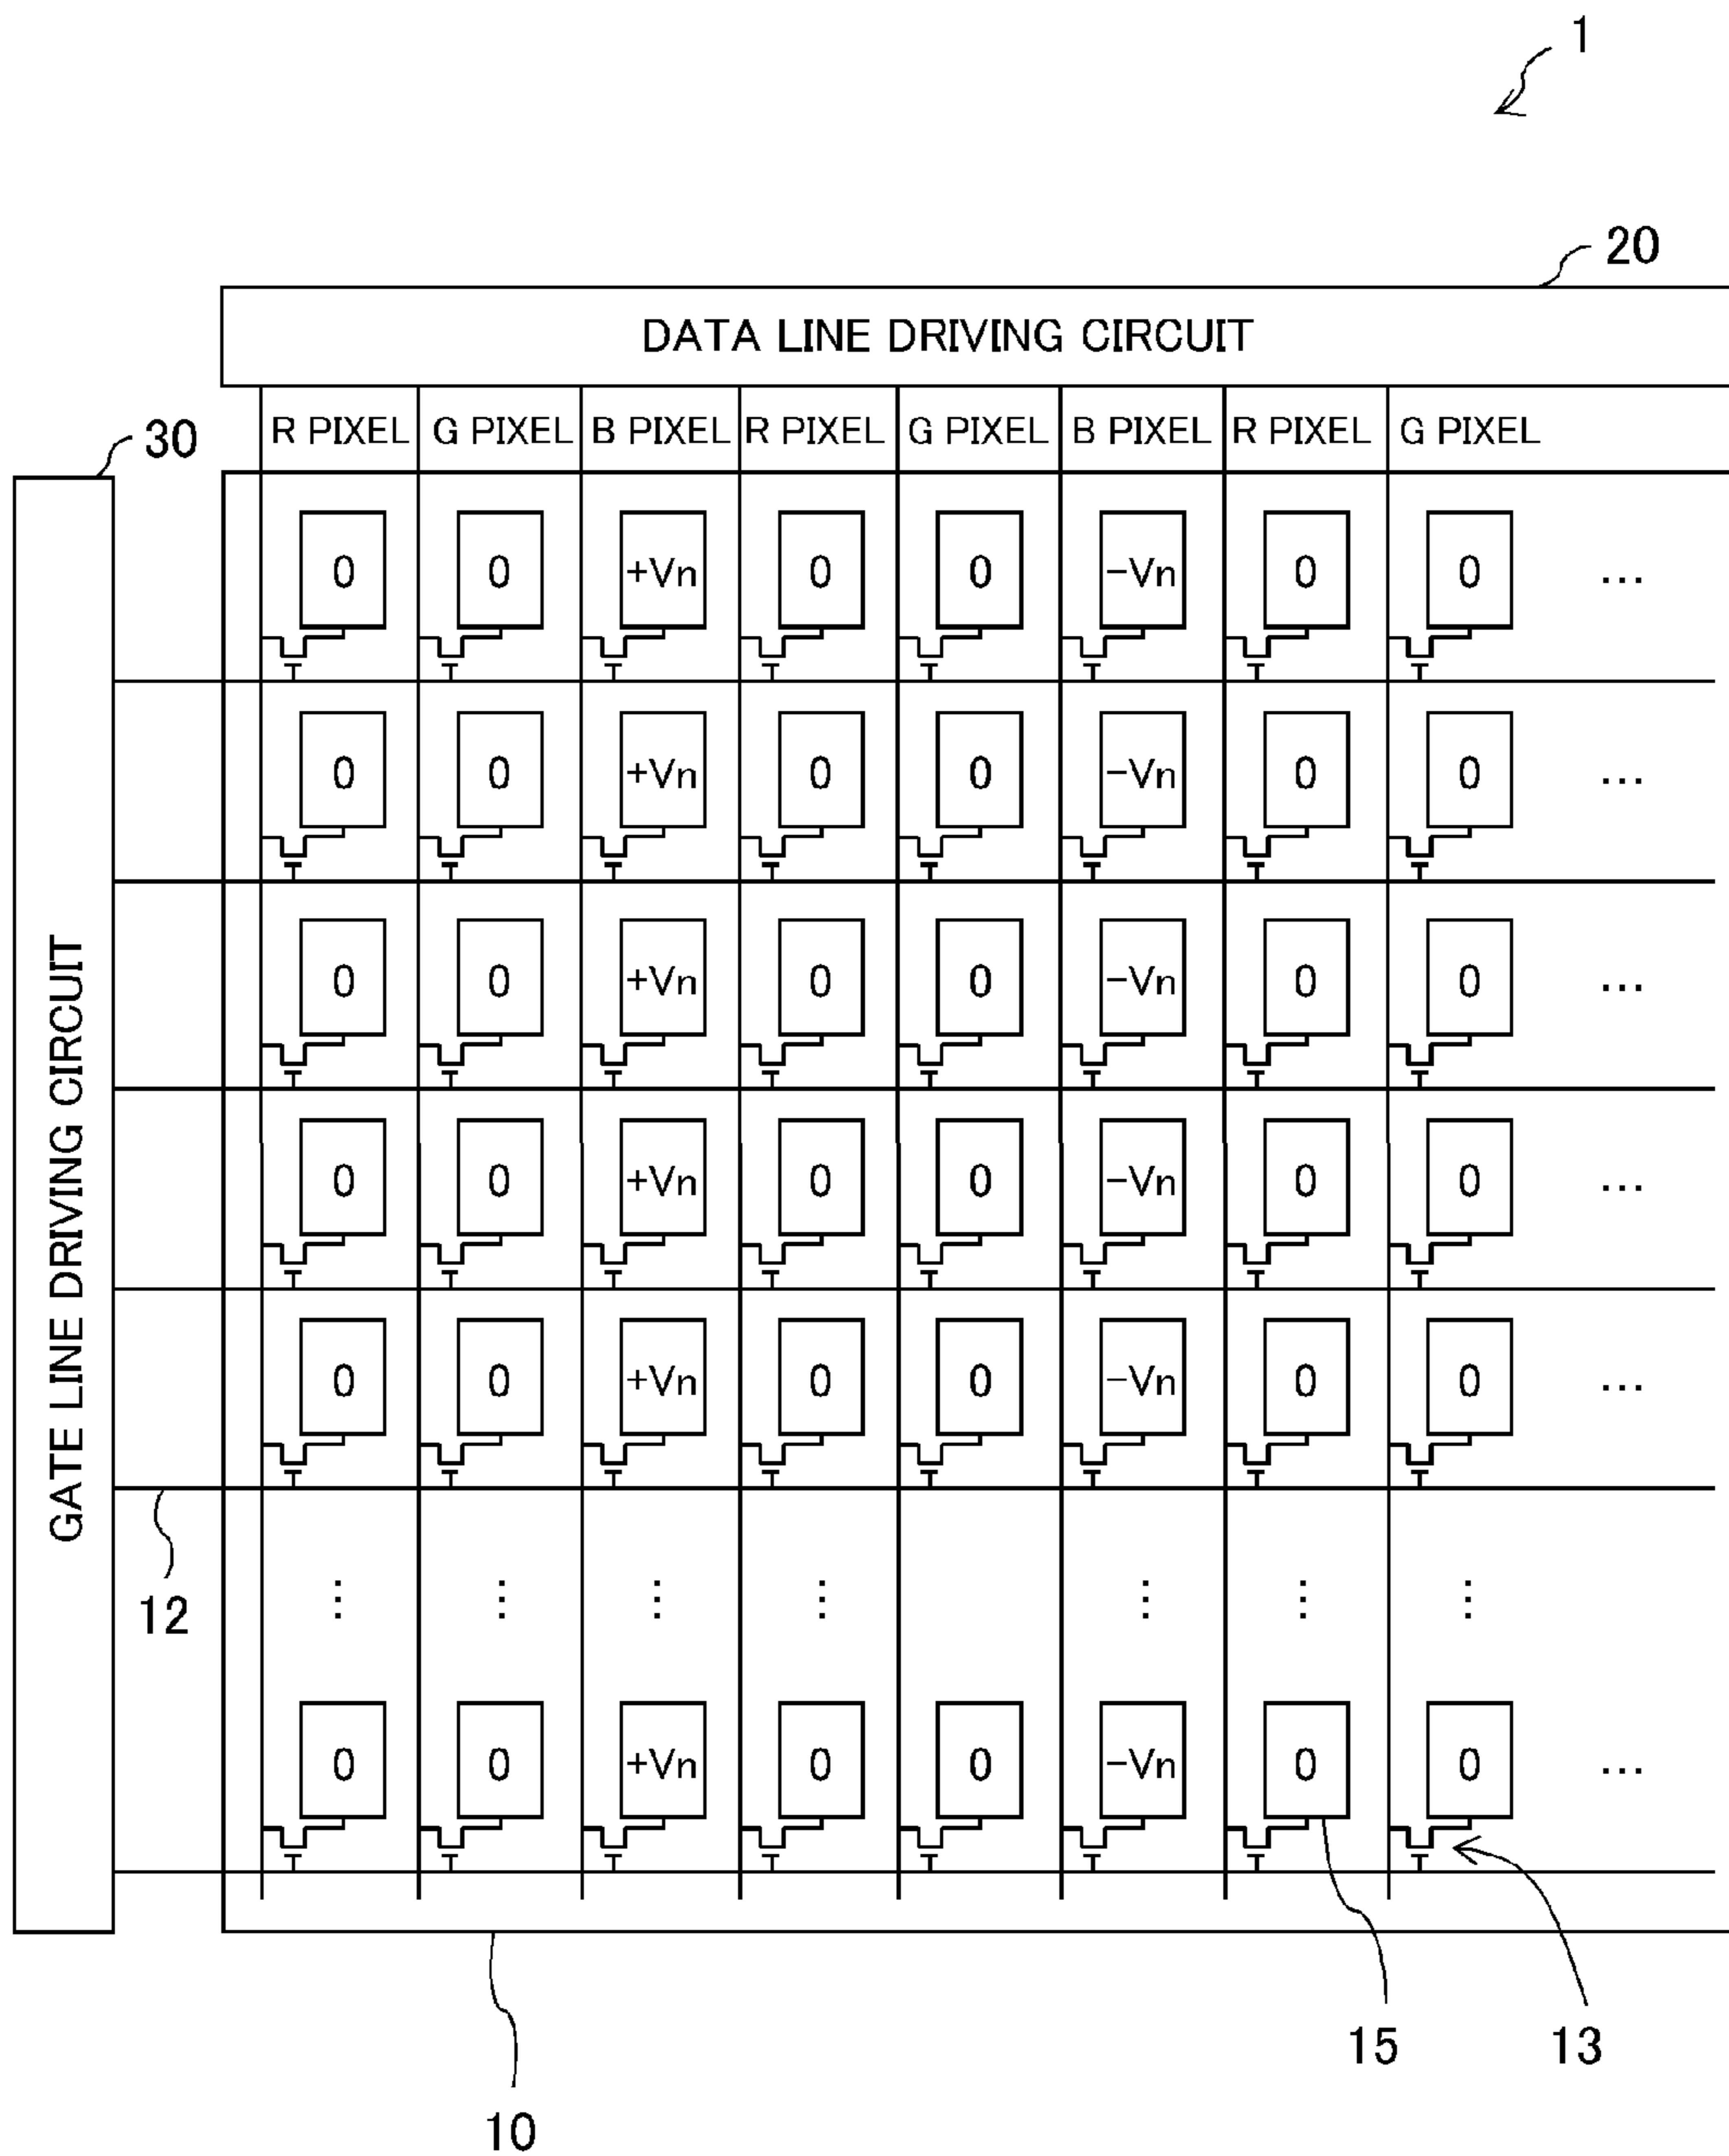 1
20
DATA LINE DRIVING CIRCUIT
R PIXEL G PIXEL B PIXEL R PIXEL G PIXEL B PIXEL R PIXEL G PIXEL
30
0 0 +Vn 0 0 -Vn 0 0 ...
0 0 +Vn 0 0 -Vn 0 0 ...
0 0 +Vn 0 0 -Vn 0 0 ...
0 0 +Vn 0 0 -Vn 0 0 ...
0 0 +Vn 0 0 -Vn 0 0 ...
GATE LINE DRIVING CIRCUIT
12
0 0 +Vn 0 0 -Vn 0 0 ...
15
13
10